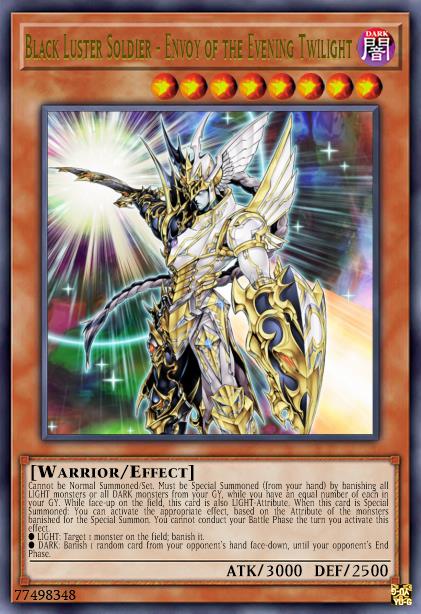 Black Luster Soldier - Envoy of the Evening Twilight
DARK
闇
[Warrior/Effect]
Cannot be Normal Summoned/Set. Must be Special Summoned (from your hand) by banishing all
LIGHT monsters or all DARK monsters from your GY, while you have an equal number of each in
your GY. While face-up on the field, this card is also LIGHT-Attribute. When this card is Special
Summoned: You can activate the appropriate effect, based on the Attribute of the monsters
banished for the Special Summon. You cannot conduct your Battle Phase the turn you activate this
effect.
● LIGHT: Target 1 monster on the field; banish it.
● DARK: Banish 1 random card from your opponent's hand face-down, until your opponent's End
Phase.
ATK/3000 DEF/2500
77498348